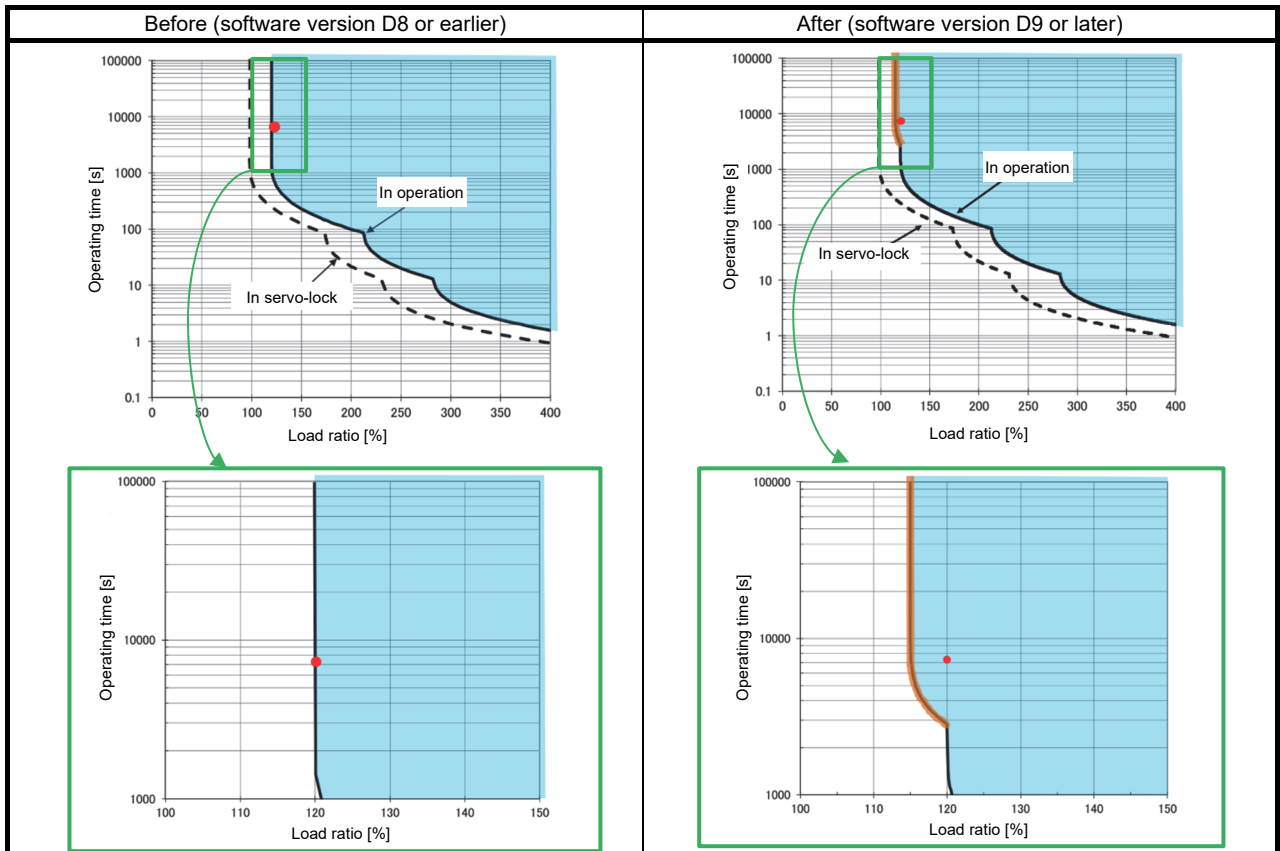 Before (software version D8 or earlier)
After (software version D9 or later)
100000
10000
1000
100
10
1
0.1
Operating time [s]
In operation
In servo-lock
0 50 100 150 200 250 300 350 400
Load ratio [%]
100000
10000
1000
100
10
1
0.1
Operating time [s]
In operation
In servo-lock
0 50 100 150 200 250 300 350 400
Load ratio [%]
100000
10000
1000
Operating time [s]
100 110 120 130 140 150
Load ratio [%]
100000
10000
1000
Operating time [s]
100 110 120 130 140 150
Load ratio [%]